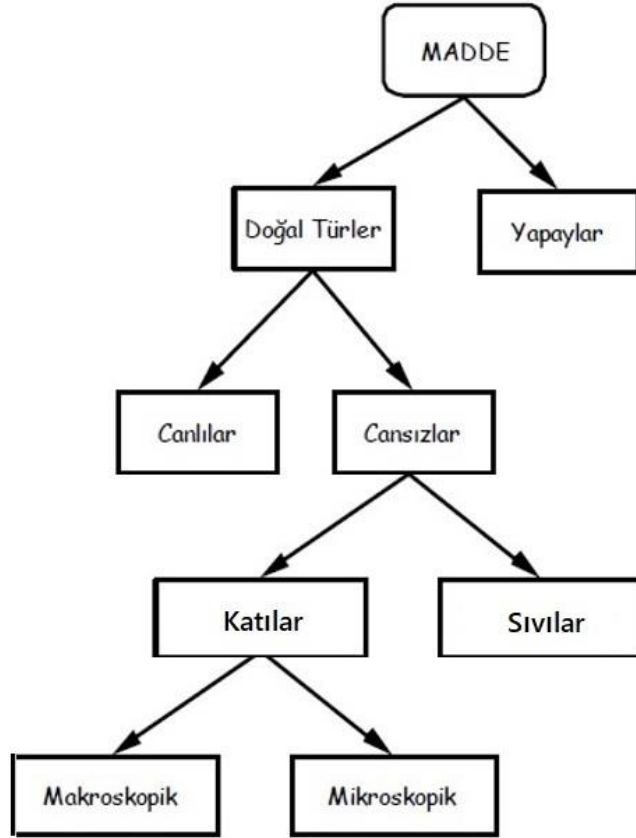 MADDE
Doğal Türler
Yapaylar
Canlılar
Cansızlar
Katılar
Sıvılar
Makroskopik
Mikroskopik